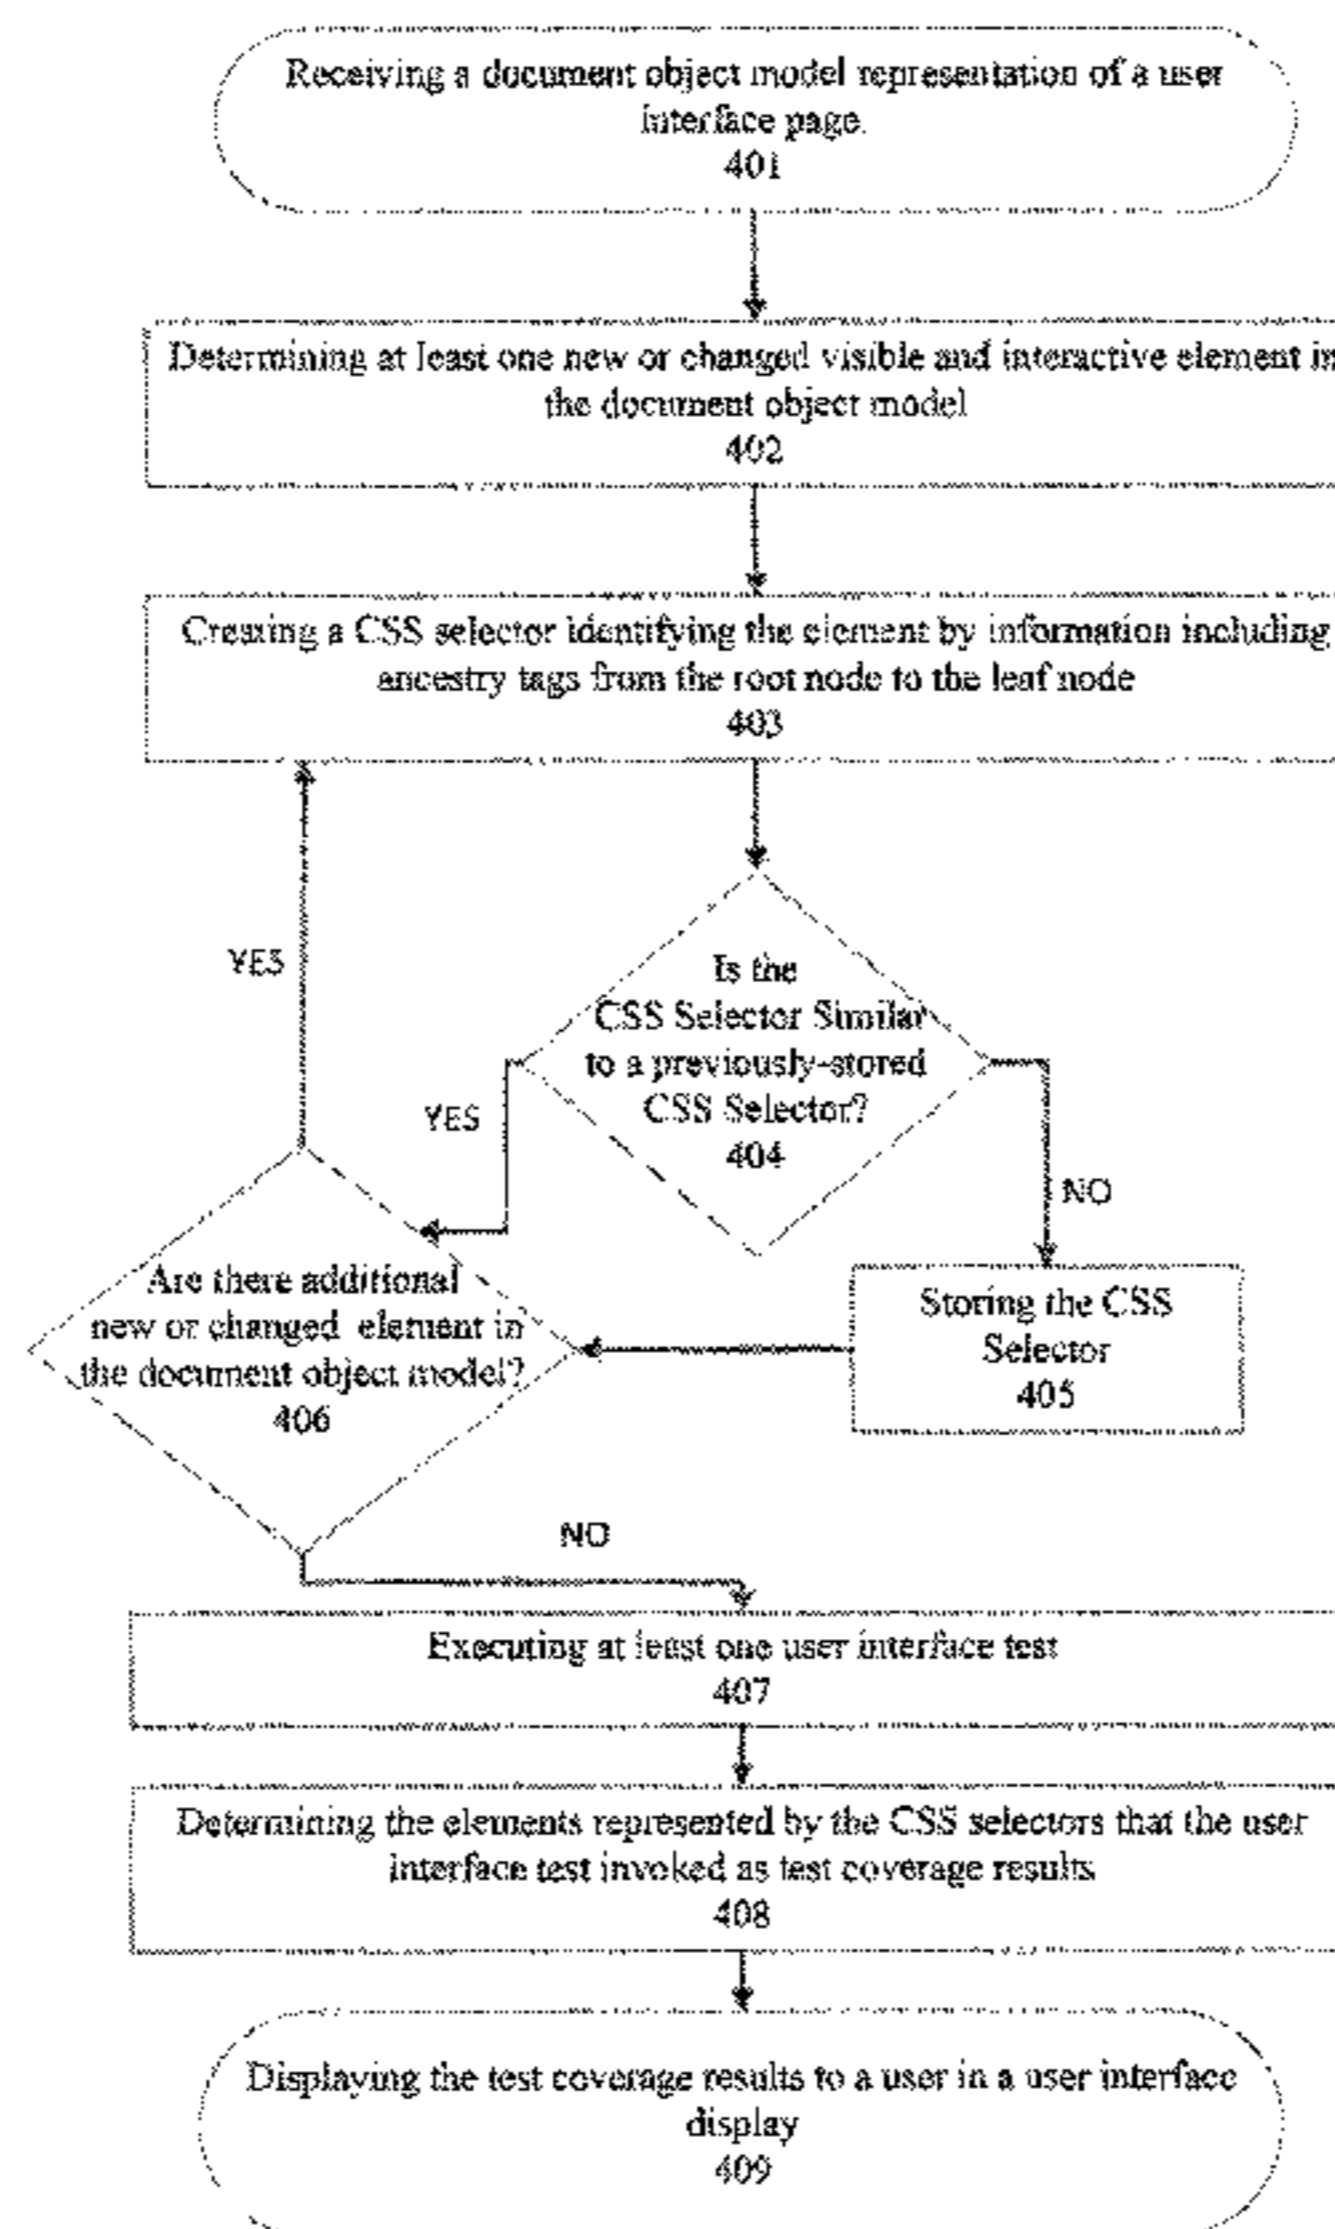 Receiving a document object model representation of a user
interface page.
401
Determining at least one new or changed visible and interactive element in
the document object model
402
Creating a CSS selector identifying the element by information including
ancestry tags from the root node to the leaf node
403
YES
Is the
CSS Selector Similar
to a previously-stored
CSS Selector?
404
YES
NO
Are there additional
new or changed element in
the document object model?
406
Storing the CSS
Selector
405
NO
Executing at least one user interface test
407
Determining the elements represented by the CSS selectors that the user
interface test invoked as test coverage results
408
Displaying the test coverage results to a user in a user interface
display
409